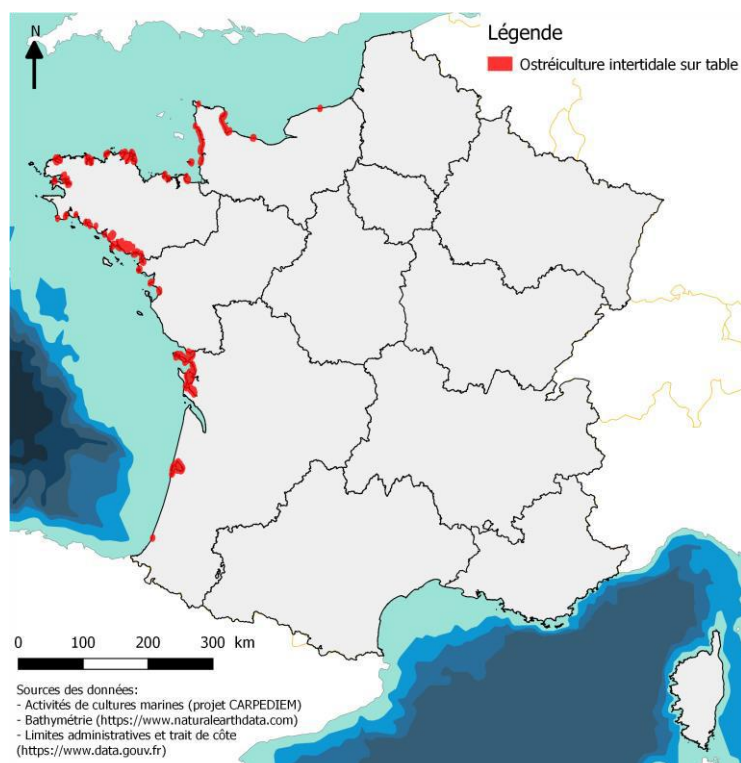 N
Légende
Ostréiculture intertidale sur table
0 100 200 300 km
Sources des données:
- Activités de cultures marines (projet CARPEDIEM)
- Bathymétrie (https://www.naturalearthdata.com)
- Limites administratives et trait de côte
(https://www.data.gouv.fr)